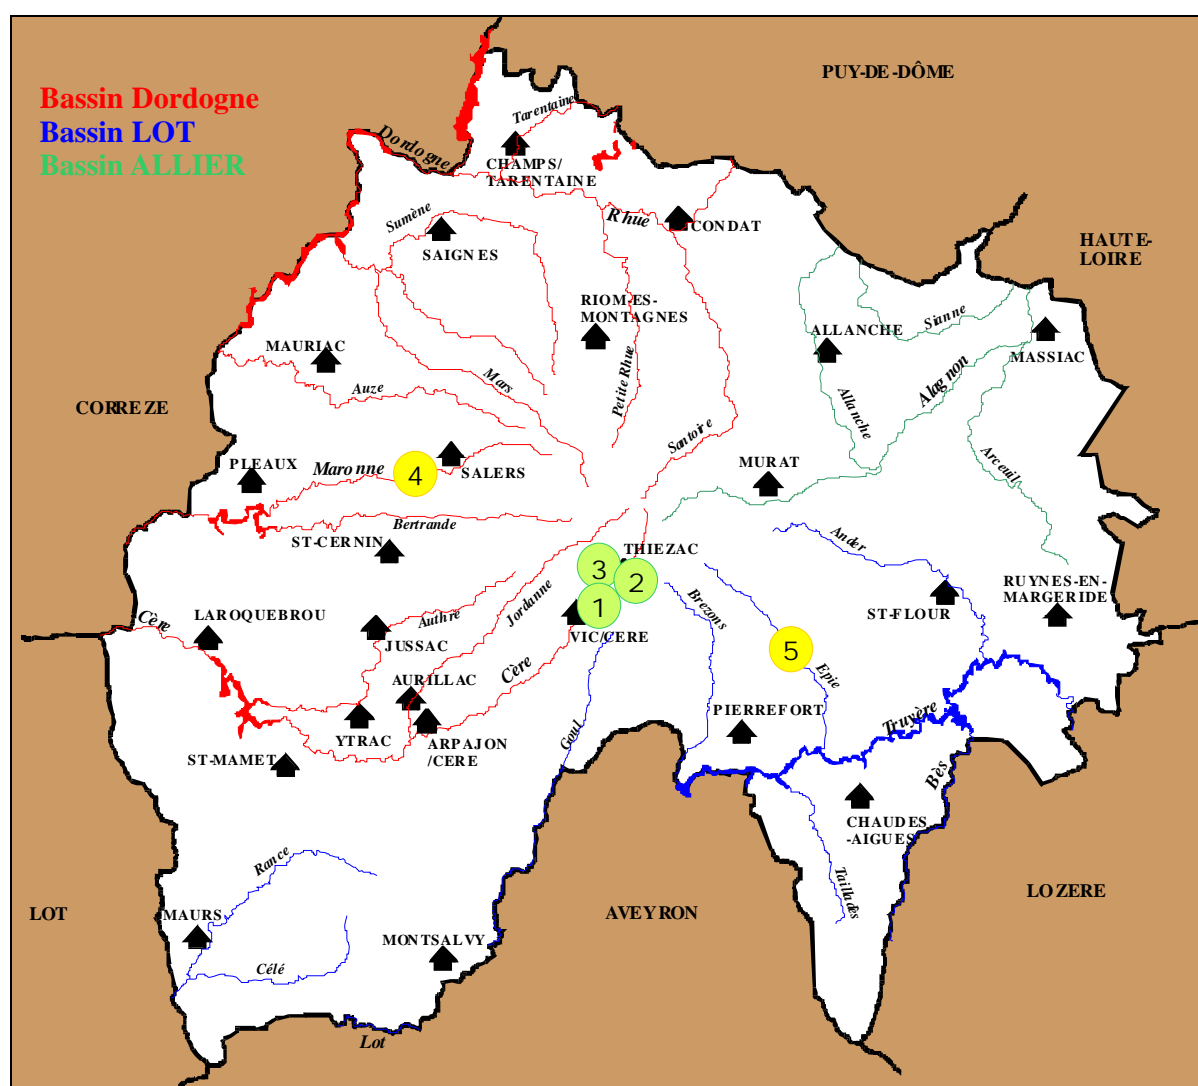 PUY-DE-DÔME
Bassin Dordogne
Bassin LOT
Bassin ALLIER
Tarentaine
Dordogne
CHAMPS/
TARENTAINE
Sumène
SAIGNES
Rhue
CONDAT
HAUTE-
LOIRE
RIOM-ES-
MONTAGNES
ALLANCHE
Sianne
MASSIAC
MAURIAC
Mars
Auze
Petite Rhue
Allanche
Alagnon
CORREZE
Santoire
PLEAUX
Maronne
4
SALERS
MURAT
Arceuil
Bertrande
ST-CERNIN
Ander
THIEZAC
3
2
1
VIC/CERE
Brezons
RUYNES-EN-
MARGERIDE
ST-FLOUR
LAROQUEBROU
Cère
Authre
Jordanne
JUSSAC
Cère
5
Epie
AURILLAC
YTRAC
ARPAJON
/CERE
Goul
PIERREFORT
Truyère
ST-MAMET
Bès
CHAUDES
-AIGUES
Rance
Taillades
LOT
MAURS
AVEYRON
LOZERE
MONTSALVY
Célé
Lot